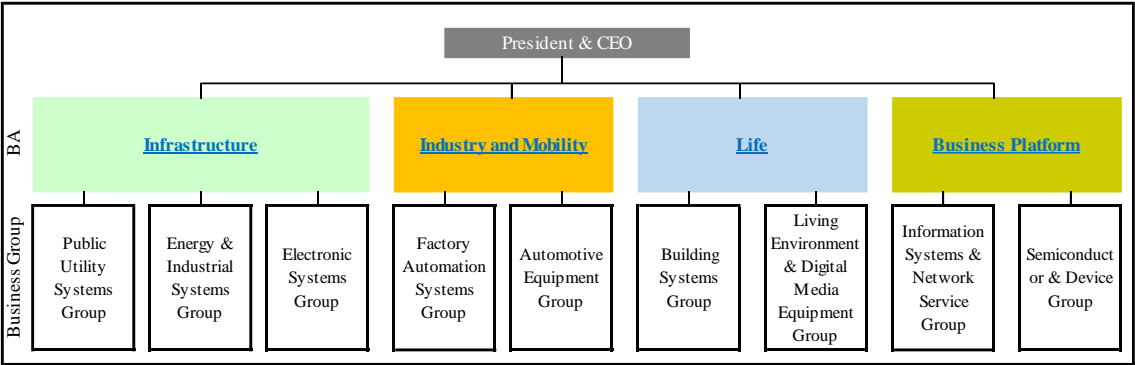 President & CEO
BA
Infrastructure
Industry and Mobility
Life
Business Platform
Business Group
Public
Utility
Systems
Group
Energy &
Industrial
Systems
Group
Electronic
Systems
Group
Factory
Automation
Systems
Group
Automotive
Equipment
Group
Building
Systems
Group
Living
Environment
& Digital
Media
Equipment
Group
Information
Systems &
Network
Service
Group
Semiconduct
or & Device
Group